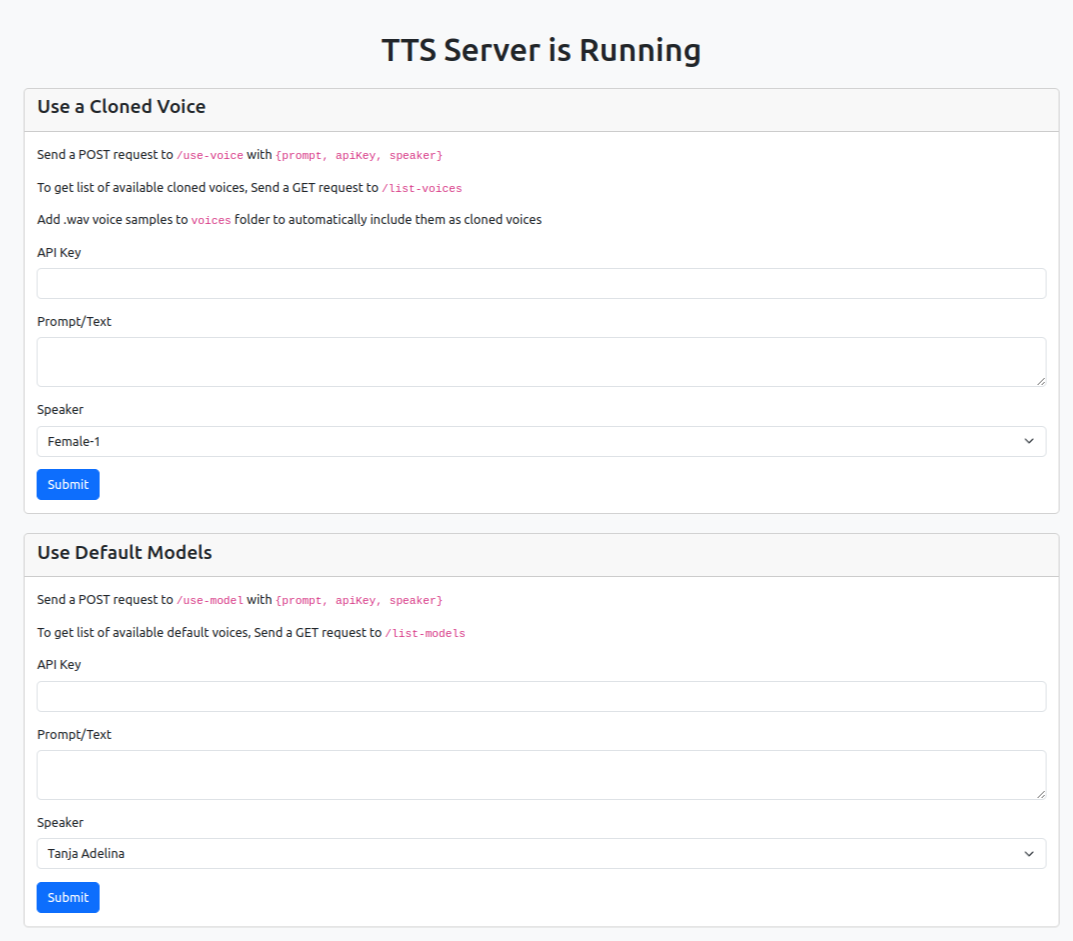 TTS Server is Running
Use a Cloned Voice
Send a POST request to /use-voice with {prompt, apiKey, speaker}
To get list of available cloned voices, Send a GET request to /list-voices
Add .wav voice samples to voices folder to automatically include them as cloned voices
API Key
Prompt/Text
Speaker
Female-1
Submit
Use Default Models
Send a POST request to /use-model with {prompt, apiKey, speaker}
To get list of available default voices, Send a GET request to /list-models
API Key
Prompt/Text
Speaker
Tanja Adelina
Submit